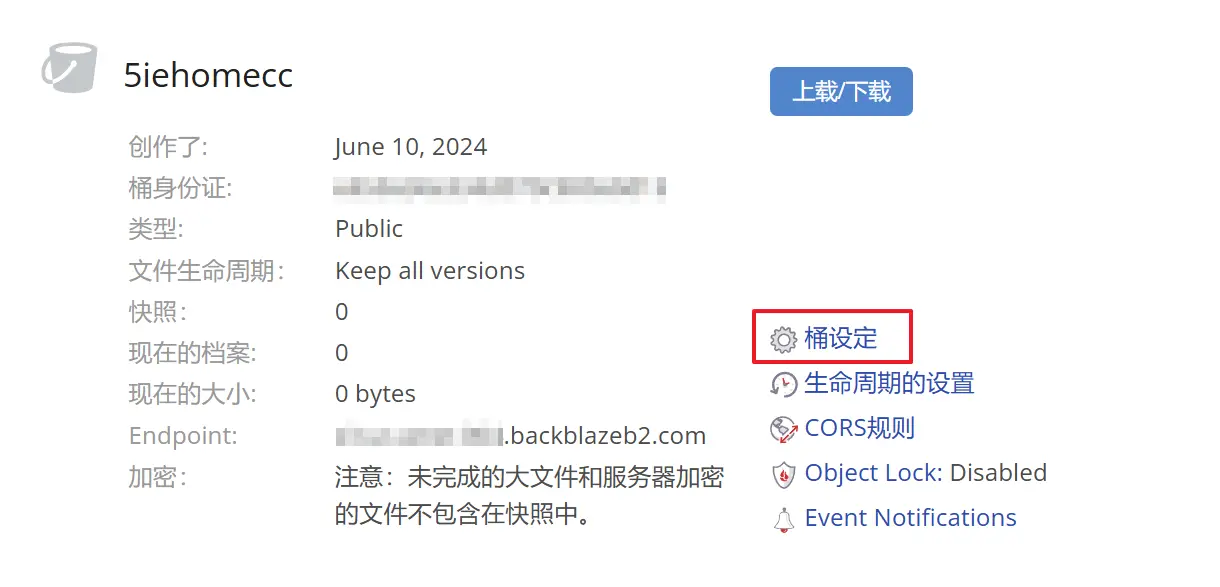 5iehomecc
上载/下载
创作了: June 10, 2024
桶身份证:
类型: Public
文件生命周期: Keep all versions
快照: 0
现在的档案: 0
现在的大小: 0 bytes
Endpoint: .backblazeb2.com
加密: 注意：未完成的大文件和服务器加密
的文件不包含在快照中。
桶设定
生命周期的设置
CORS规则
Object Lock: Disabled
Event Notifications